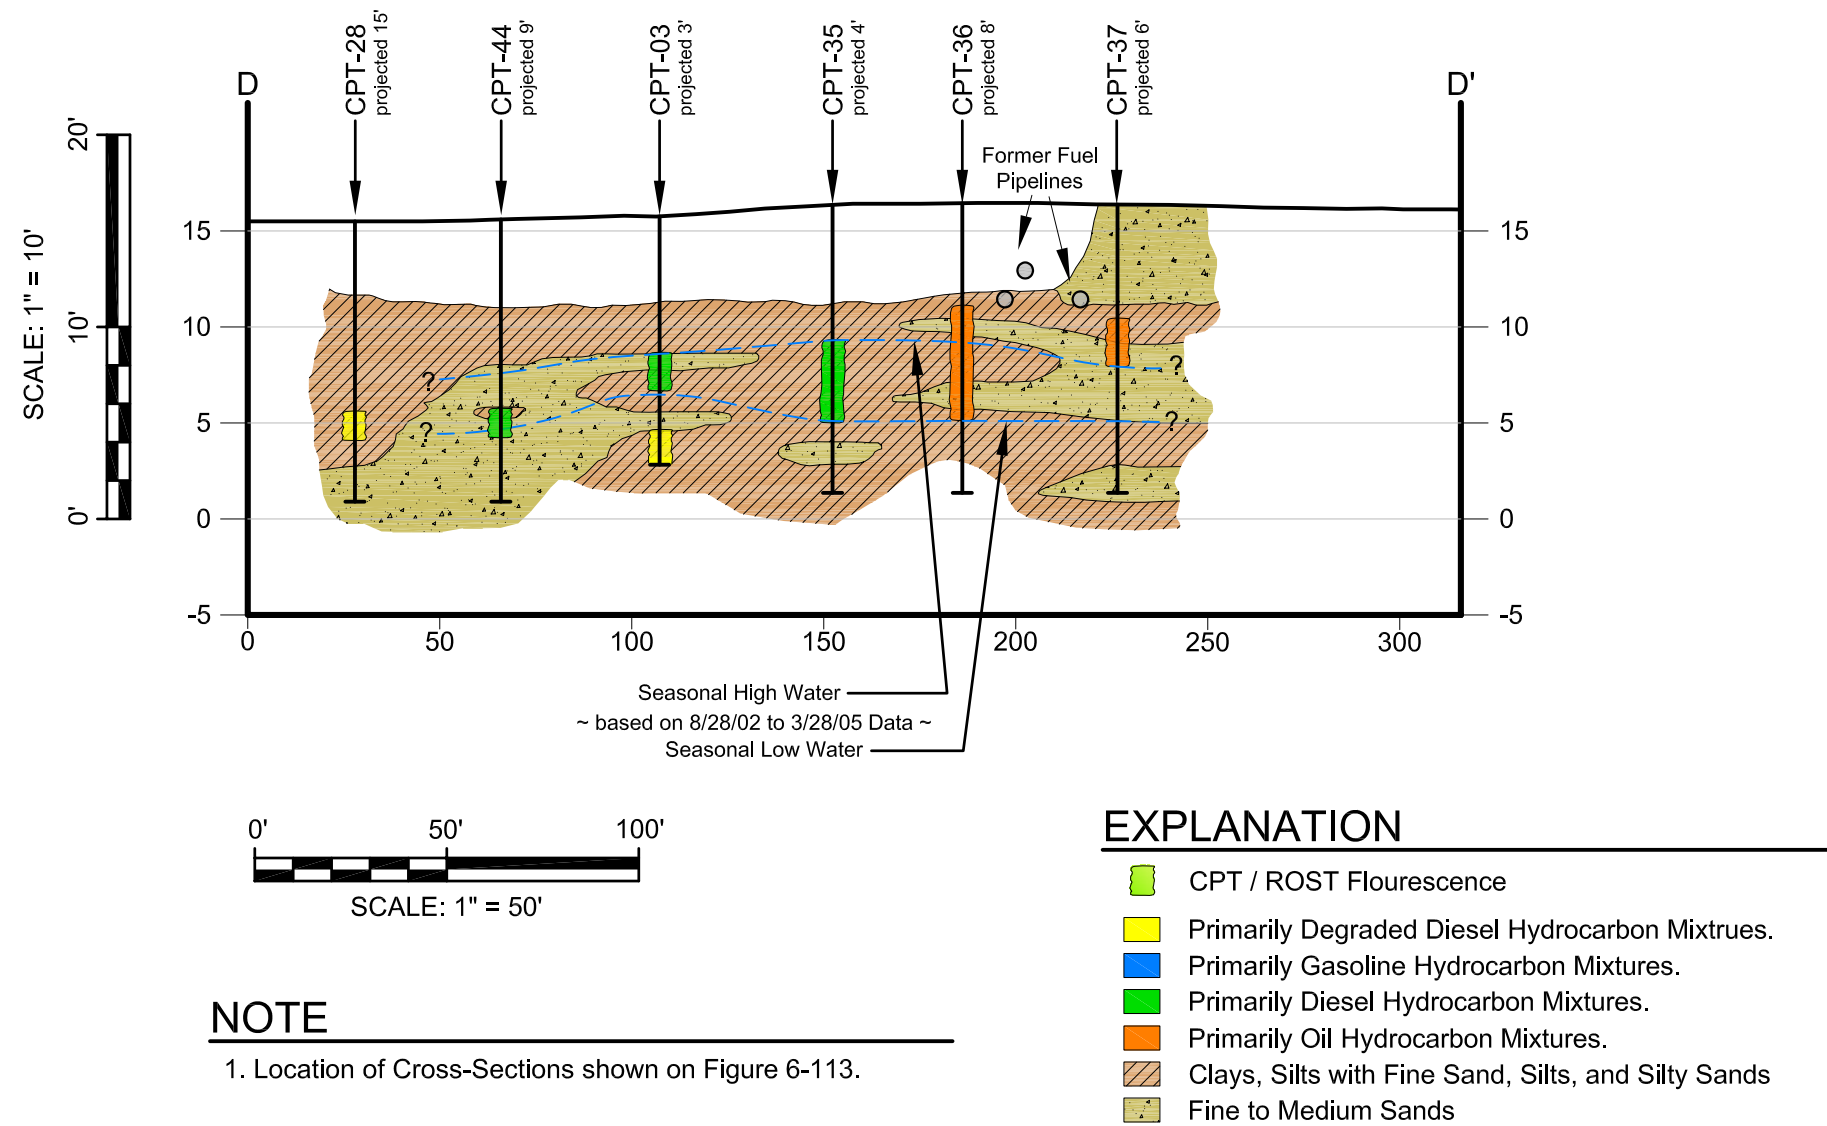 CPT-28
projected 15'
CPT-44
projected 9'
CPT-03
projected 3'
CPT-35
projected 4'
CPT-36
projected 8'
CPT-37
projected 6'
D
D'
20'
10'
0'
SCALE: 1" = 10'
Former Fuel
Pipelines
15
10
5
0
-5
15
10
5
0
-5
?
?
?
?
0
50
100
150
200
250
300
Seasonal High Water
~ based on 8/28/02 to 3/28/05 Data ~
Seasonal Low Water
0'
50'
100'
SCALE: 1" = 50'
NOTE
1. Location of Cross-Sections shown on Figure 6-113.
EXPLANATION
CPT / ROST Flourescence
Primarily Degraded Diesel Hydrocarbon Mixtrues.
Primarily Gasoline Hydrocarbon Mixtures.
Primarily Diesel Hydrocarbon Mixtures.
Primarily Oil Hydrocarbon Mixtures.
Clays, Silts with Fine Sand, Silts, and Silty Sands
Fine to Medium Sands